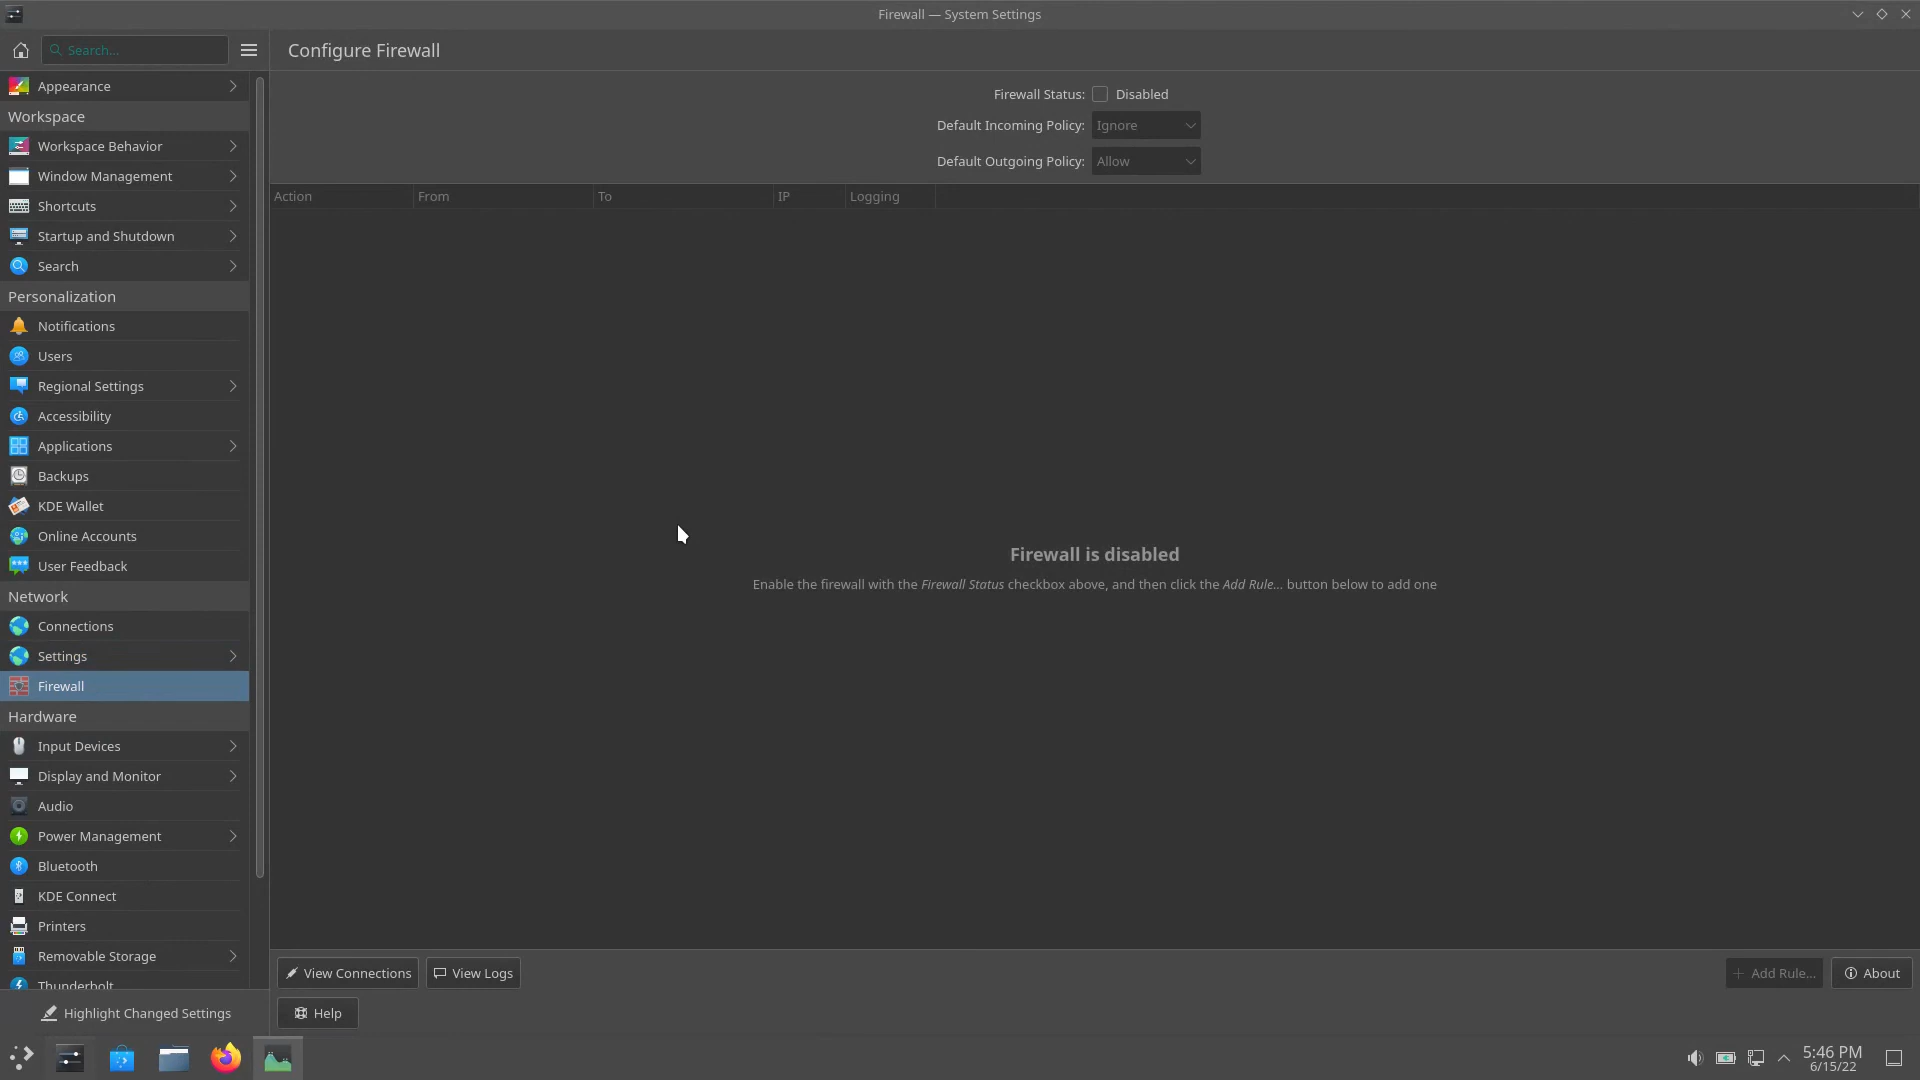 Firewall — System Settings
Search...
Configure Firewall
Appearance
Workspace
Workspace Behavior
Window Management
Shortcuts
Startup and Shutdown
Search
Personalization
Notifications
Users
Regional Settings
Accessibility
Applications
Backups
KDE Wallet
Online Accounts
User Feedback
Network
Connections
Settings
Firewall
Hardware
Input Devices
Display and Monitor
Audio
Power Management
Bluetooth
KDE Connect
Printers
Removable Storage
Thunderbolt
Highlight Changed Settings
Firewall Status: Disabled
Default Incoming Policy: Ignore
Default Outgoing Policy: Allow
Action From To IP Logging
Firewall is disabled
Enable the firewall with the Firewall Status checkbox above, and then click the Add Rule... button below to add one
View Connections View Logs
Add Rule... About
Help
5:46 PM
6/15/22